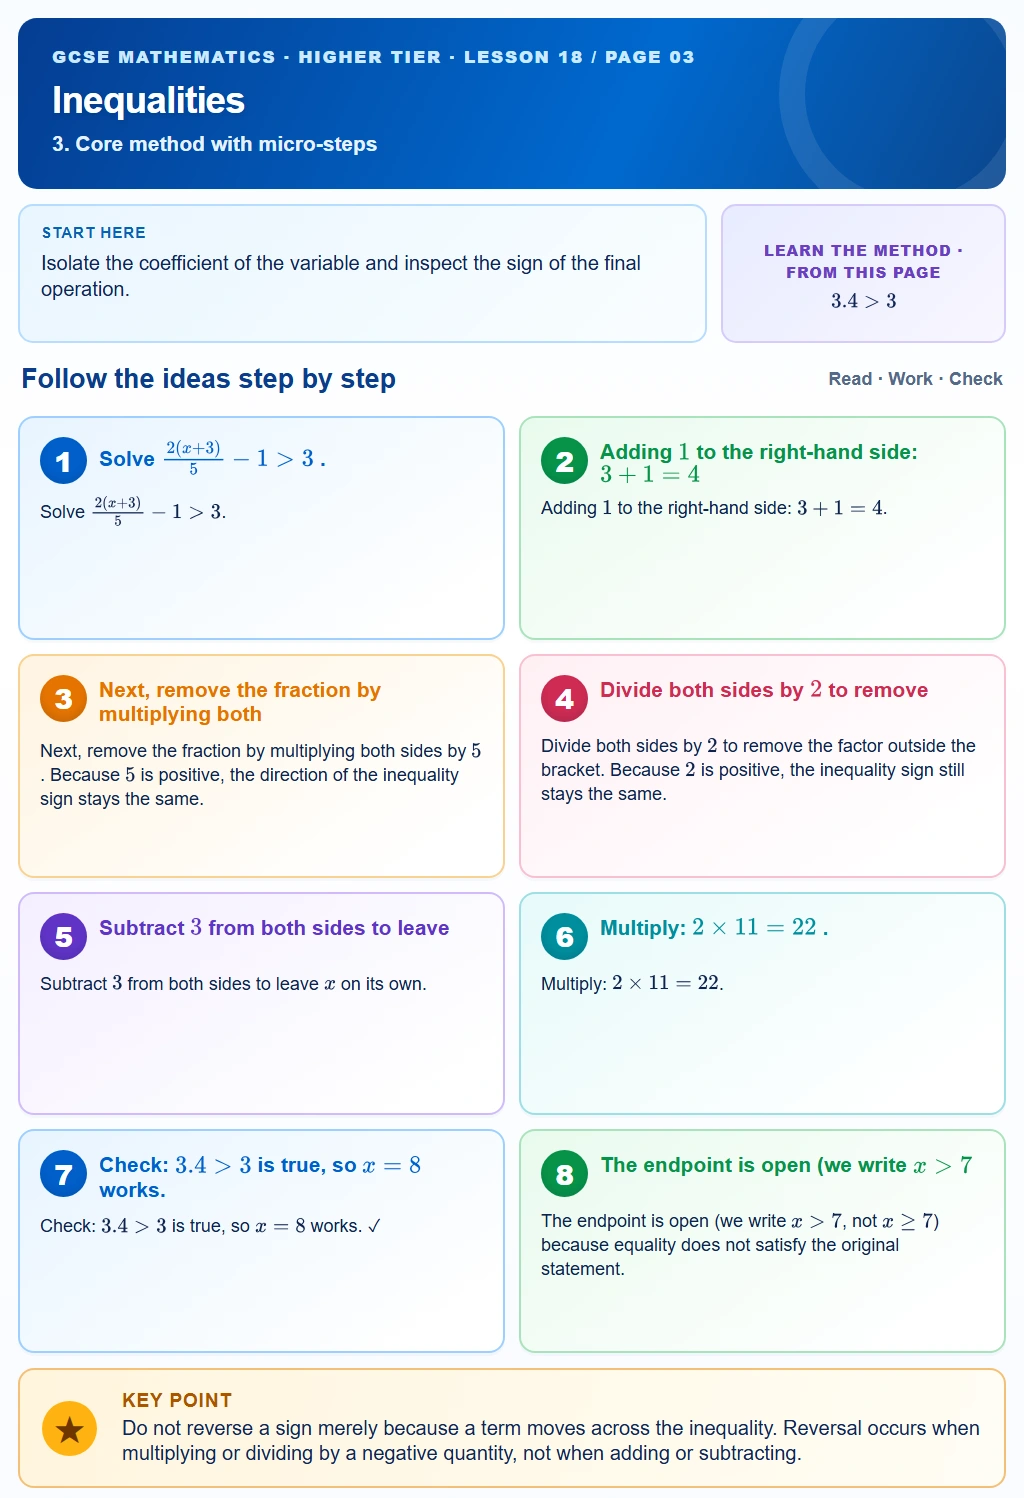 GCSE MATHEMATICS · HIGHER TIER · LESSON 18 / PAGE 03
Inequalities
3. Core method with micro-steps
START HERE
Isolate the coefficient of the variable and inspect the sign of the final
operation.
LEARN THE METHOD ·
FROM THIS PAGE
3.4 > 3
Follow the ideas step by step
Read · Work · Check
1
Solve \frac{2(x+3)}{5} − 1 > 3 .
Solve \frac{2(x+3)}{5} − 1 > 3.
2
Adding 1 to the right-hand side:
3 + 1 = 4
Adding 1 to the right-hand side: 3 + 1 = 4.
3
Next, remove the fraction by
multiplying both
Next, remove the fraction by multiplying both sides by 5
. Because 5 is positive, the direction of the inequality
sign stays the same.
4
Divide both sides by 2 to remove
Divide both sides by 2 to remove the factor outside the
bracket. Because 2 is positive, the inequality sign still
stays the same.
5
Subtract 3 from both sides to leave
Subtract 3 from both sides to leave x on its own.
6
Multiply: 2 × 11 = 22 .
Multiply: 2 × 11 = 22.
7
Check: 3.4 > 3 is true, so x = 8
works.
Check: 3.4 > 3 is true, so x = 8 works. ✓
8
The endpoint is open (we write x > 7
The endpoint is open (we write x > 7, not x ≥ 7)
because equality does not satisfy the original
statement.
KEY POINT
Do not reverse a sign merely because a term moves across the inequality. Reversal occurs when
multiplying or dividing by a negative quantity, not when adding or subtracting.